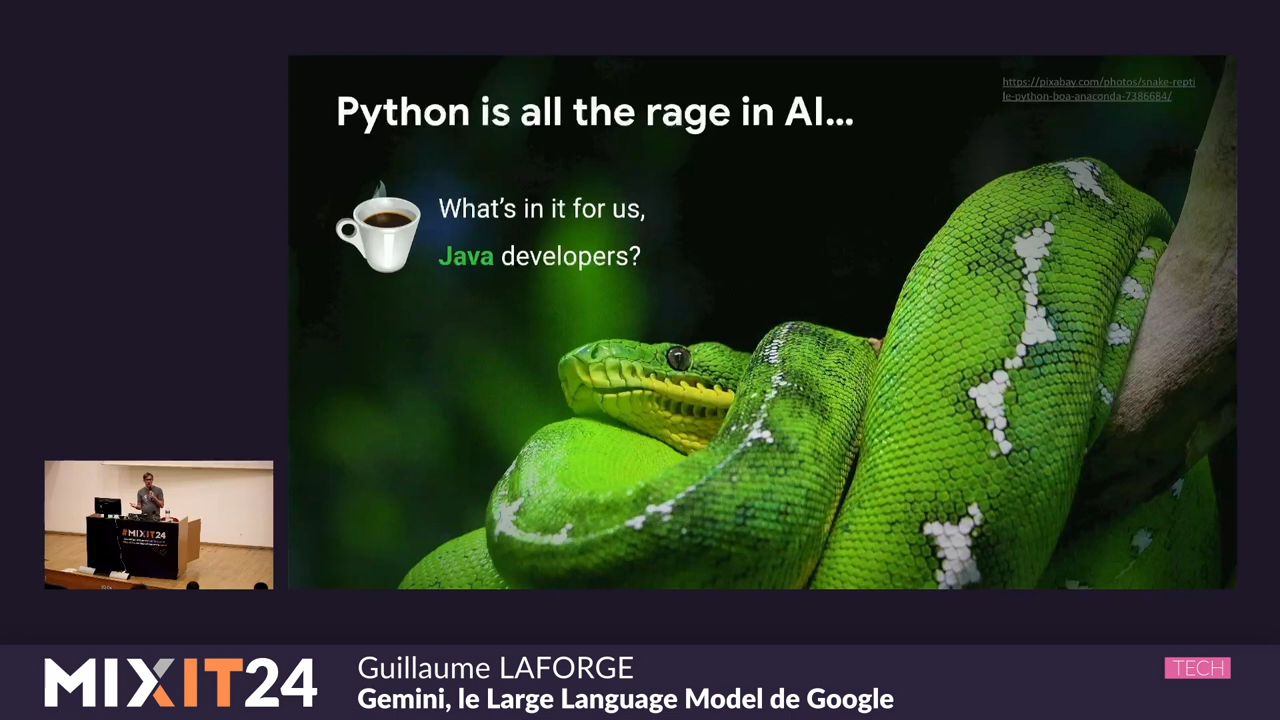 Python is all the rage in AI...
https://pixabay.com/photos/snake-repti
le-python-boa-anaconda-7386684/
What's in it for us,
Java developers?
#MIXIT24
MIXIT24
Guillaume LAFORGE
Gemini, le Large Language Model de Google
TECH